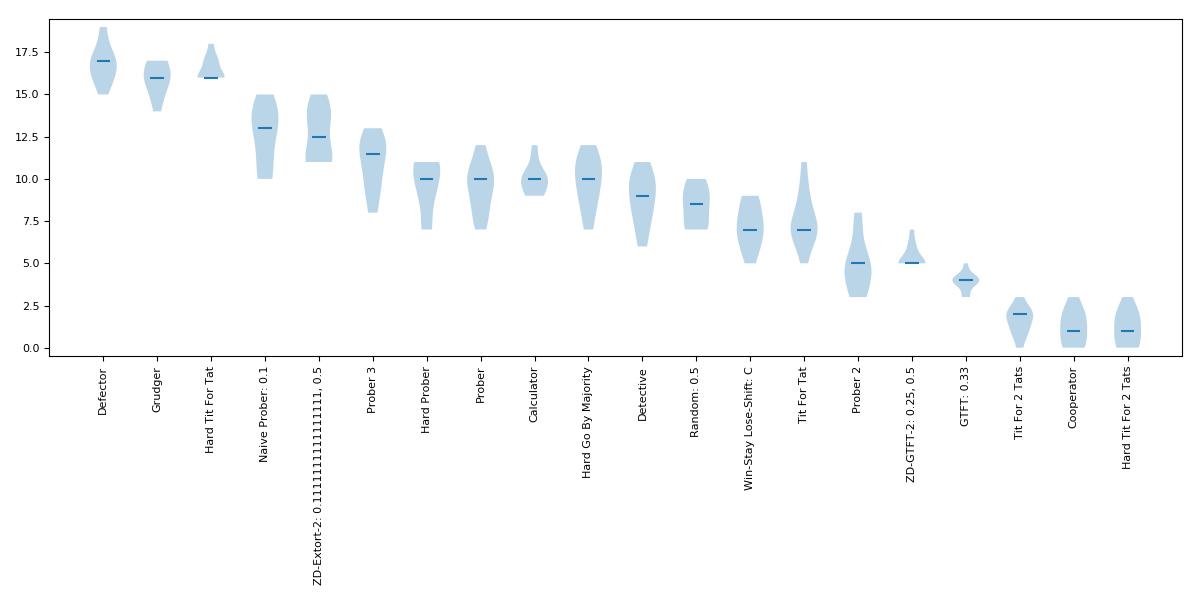 17.5
15.0
12.5
10.0
7.5
5.0
2.5
0.0
Defector
Grudger
Hard Tit For Tat
Naive Prober: 0.1
ZD-Extort-2: 0.1111111111111111, 0.5
Prober 3
Hard Prober
Prober
Calculator
Hard Go By Majority
Detective
Random: 0.5
Win-Stay Lose-Shift: C
Tit For Tat
Prober 2
ZD-GTFT-2: 0.25, 0.5
GTFT: 0.33
Tit For 2 Tats
Cooperator
Hard Tit For 2 Tats